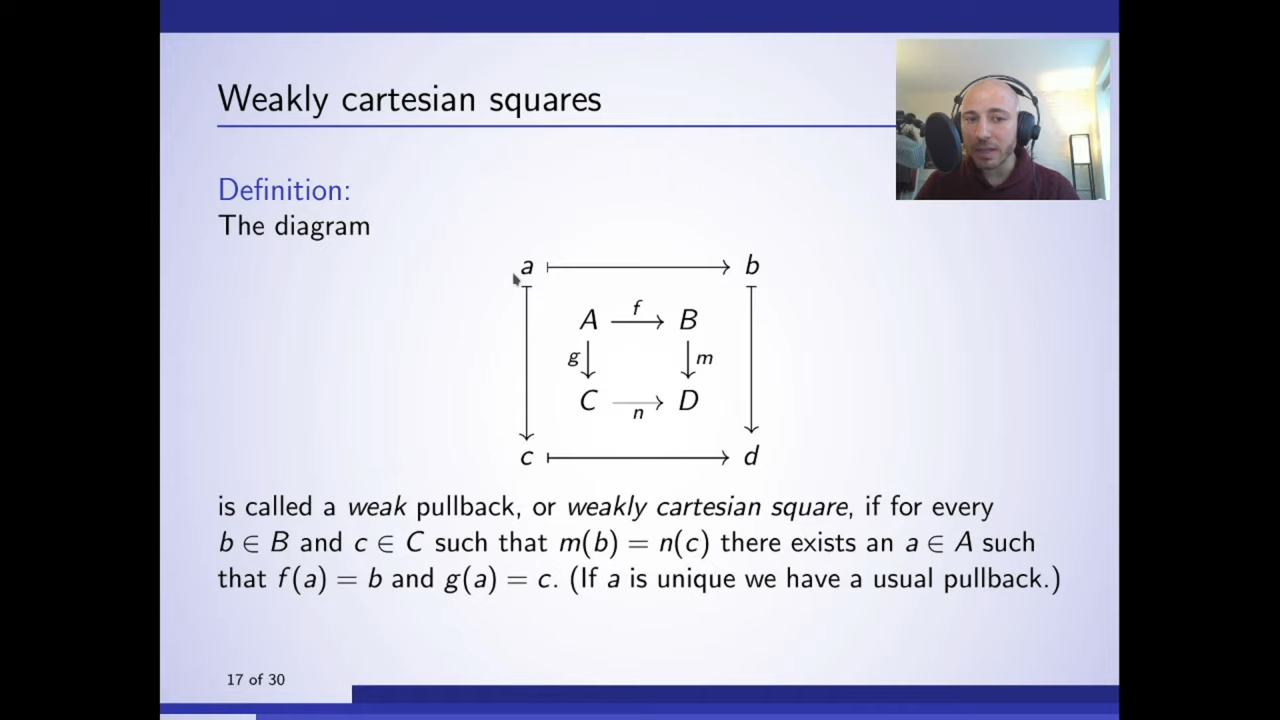 Weakly cartesian squares
Definition:
The diagram
a b
A f B
g m
C n D
c d
is called a weak pullback, or weakly cartesian square, if for every
b ∈ B and c ∈ C such that m(b) = n(c) there exists an a ∈ A such
that f(a) = b and g(a) = c. (If a is unique we have a usual pullback.)
17 of 30